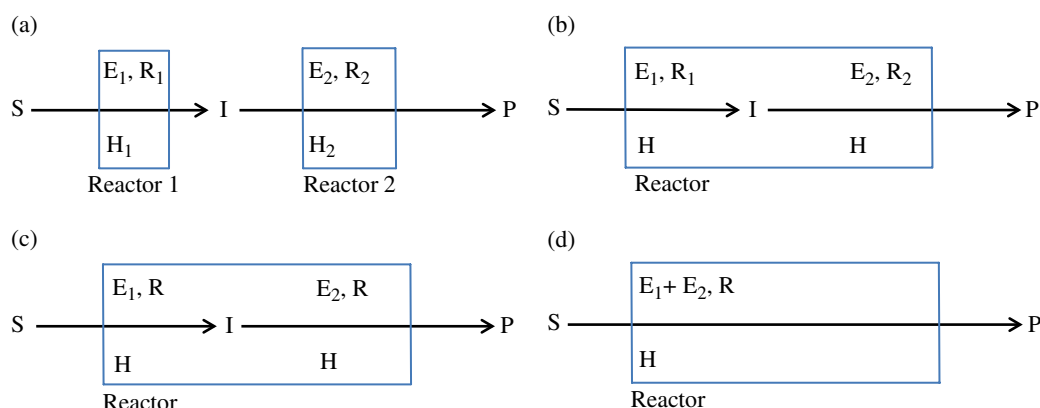 (a)
E₁, R₁
E₂, R₂
S
I
P
H₁
H₂
Reactor 1
Reactor 2
(b)
E₁, R₁
E₂, R₂
S
I
P
H
H
Reactor
(c)
E₁, R
E₂, R
S
I
P
H
H
Reactor
(d)
E₁+ E₂, R
S
P
H
Reactor